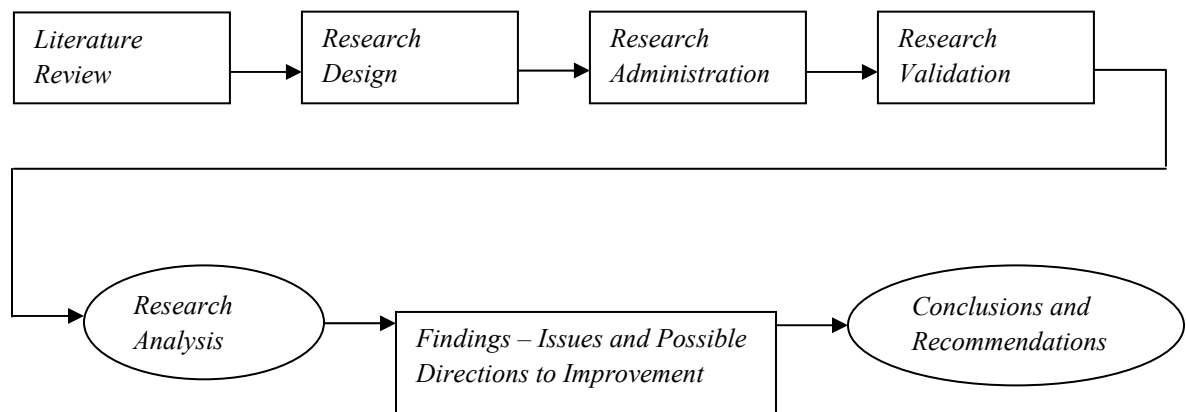 Literature
Review
Research
Design
Research
Administration
Research
Validation
Research
Analysis
Findings – Issues and Possible
Directions to Improvement
Conclusions and
Recommendations